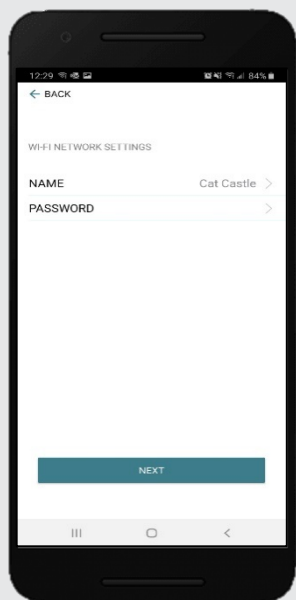 12:29 84%
← BACK
WI-FI NETWORK SETTINGS
NAME Cat Castle >
PASSWORD >
NEXT